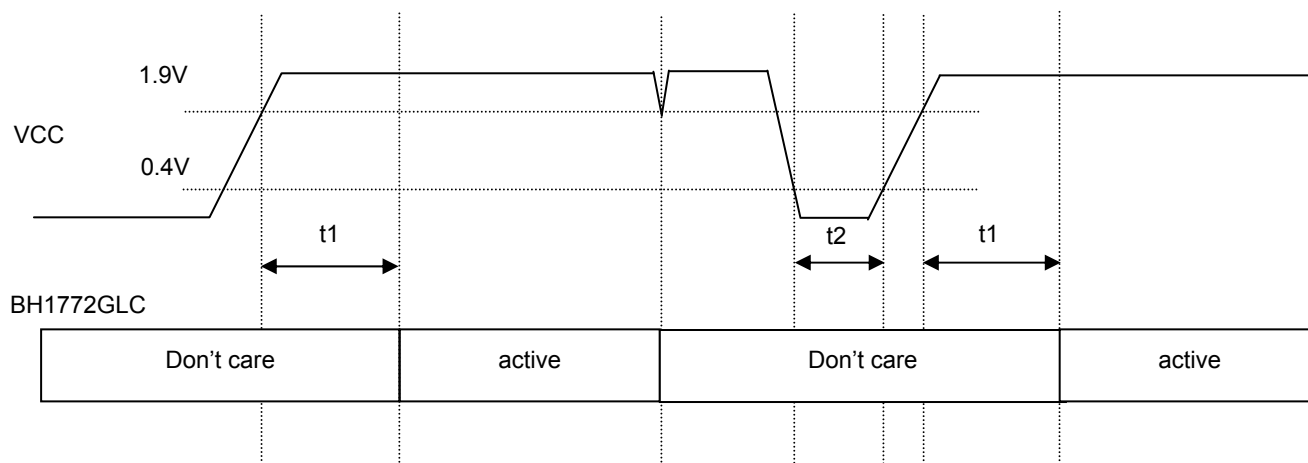 1.9V
VCC
0.4V
t1
t2
t1
BH1772GLC
Don’t care
active
Don’t care
active